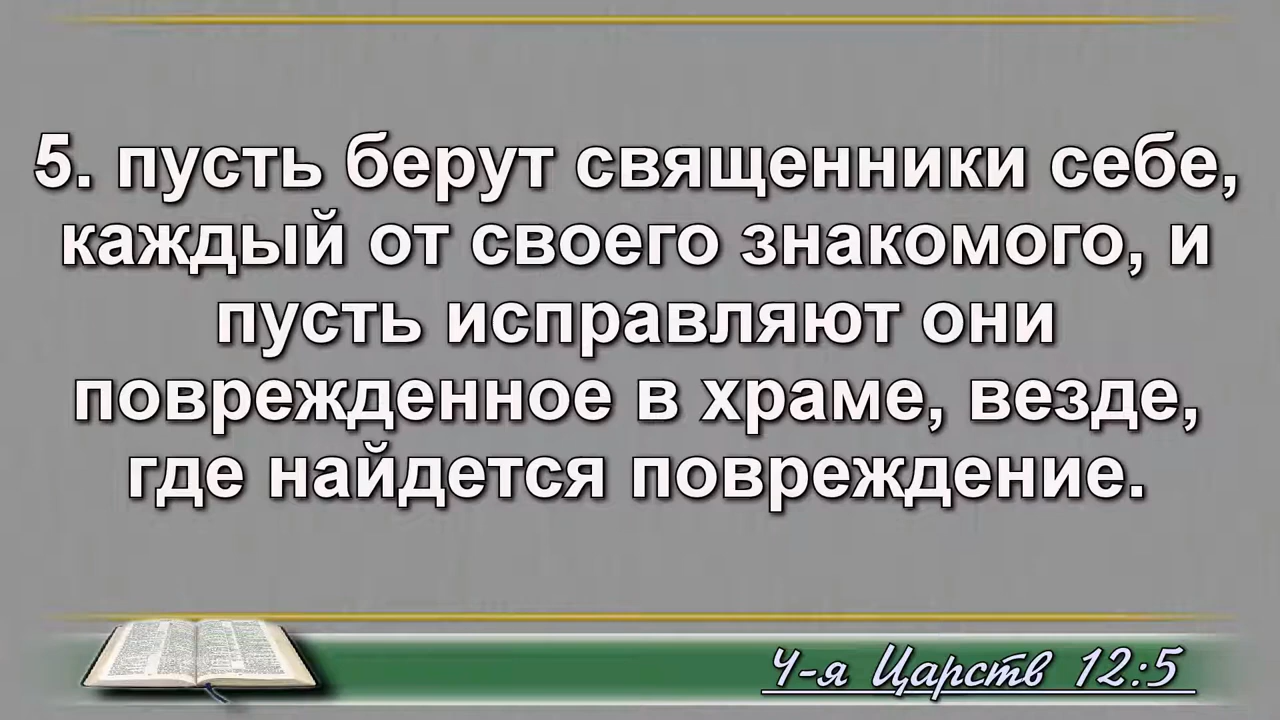 5. пусть берут священники себе,
каждый от своего знакомого, и
пусть исправляют они
поврежденное в храме, везде,
где найдется повреждение.
4-я Царств 12:5